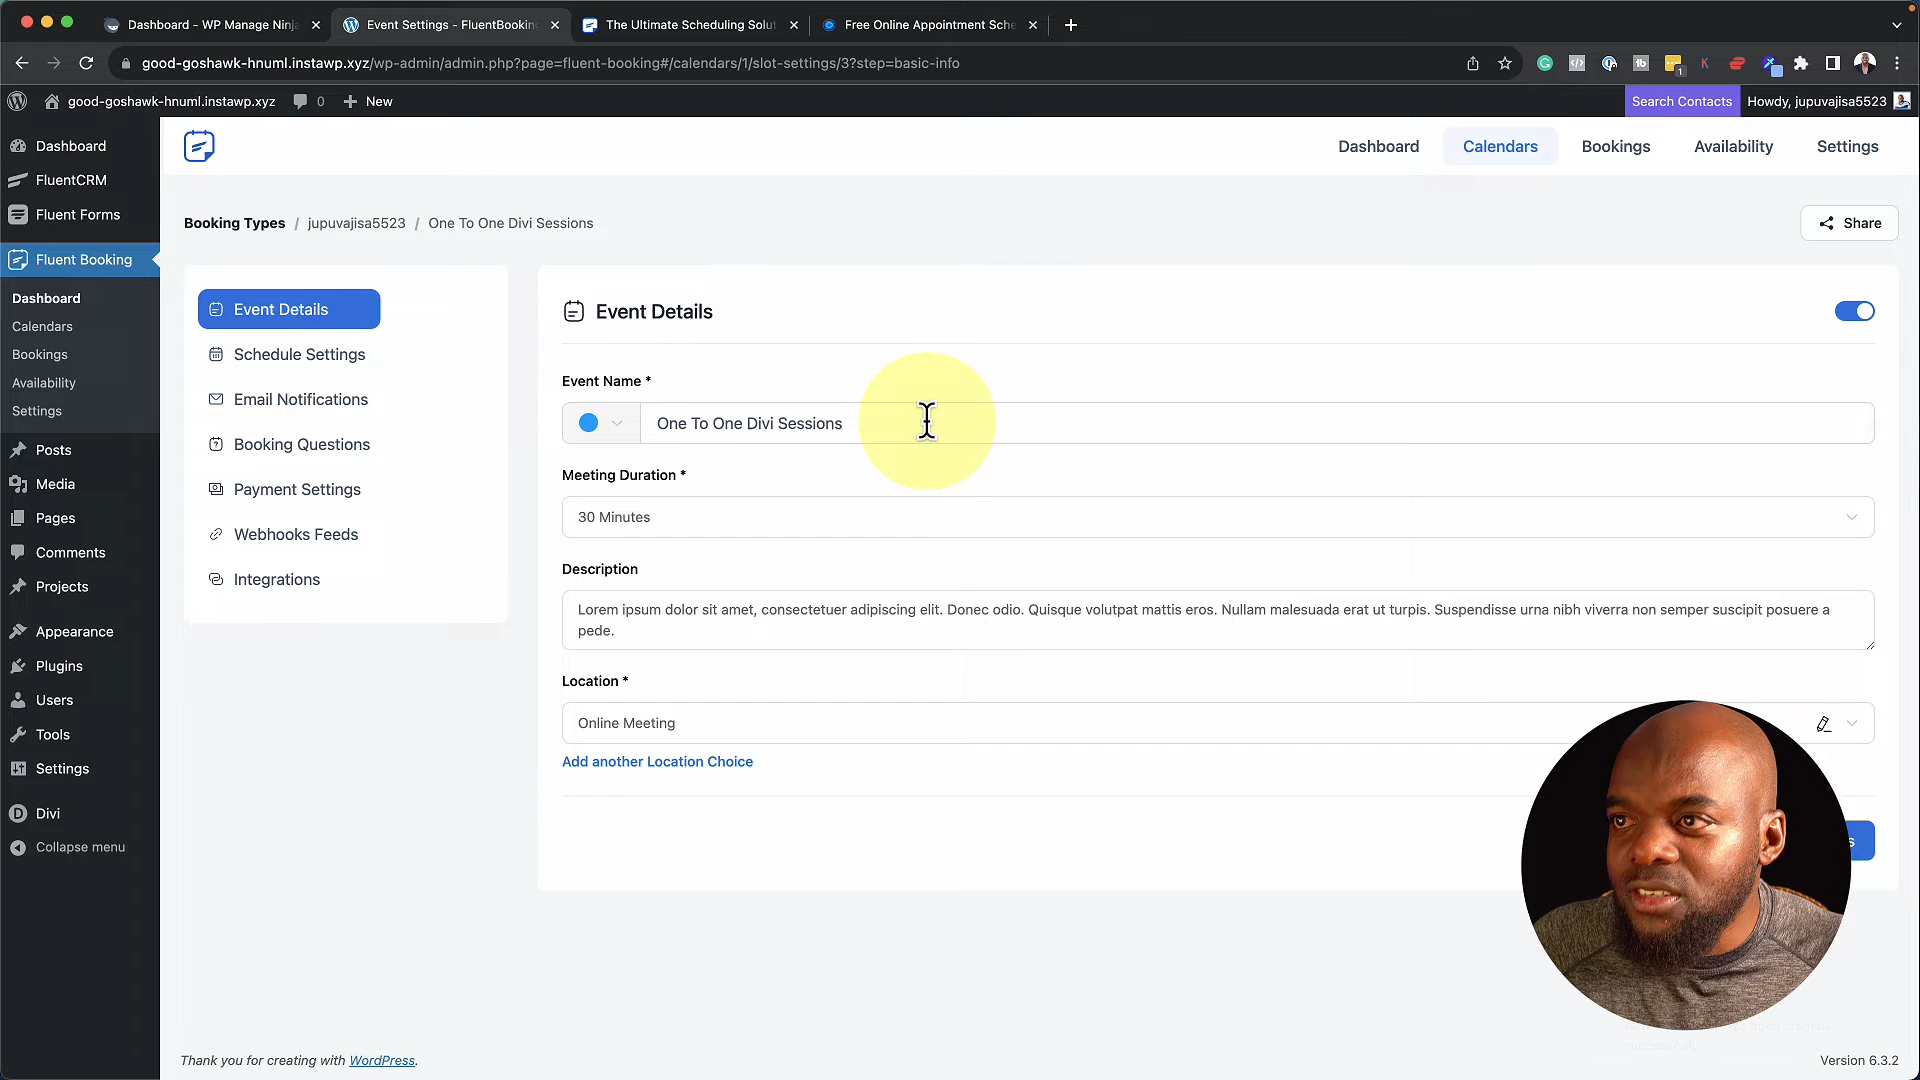 Dashboard - WP Manage Ninja
Event Settings - FluentBooking
The Ultimate Scheduling Solut
Free Online Appointment Sche
good-goshawk-hnuml.instawp.xyz/wp-admin/admin.php?page=fluent-booking#/calendars/1/slot-settings/3?step=basic-info
good-goshawk-hnuml.instawp.xyz
0
New
Search Contacts
Howdy, jupuvajisa5523
Dashboard
FluentCRM
Fluent Forms
Fluent Booking
Dashboard
Calendars
Bookings
Availability
Settings
Posts
Media
Pages
Comments
Projects
Appearance
Plugins
Users
Tools
Settings
Divi
Collapse menu
Dashboard
Calendars
Bookings
Availability
Settings
Booking Types / jupuvajisa5523 / One To One Divi Sessions
Share
Event Details
Schedule Settings
Email Notifications
Booking Questions
Payment Settings
Webhooks Feeds
Integrations
Event Details
Event Name *
One To One Divi Sessions
Meeting Duration *
30 Minutes
Description
Lorem ipsum dolor sit amet, consectetuer adipiscing elit. Donec odio. Quisque volutpat mattis eros. Nullam malesuada erat ut turpis. Suspendisse urna nibh viverra non semper suscipit posuere a
pede.
Location *
Online Meeting
Add another Location Choice
Thank you for creating with WordPress.
Version 6.3.2